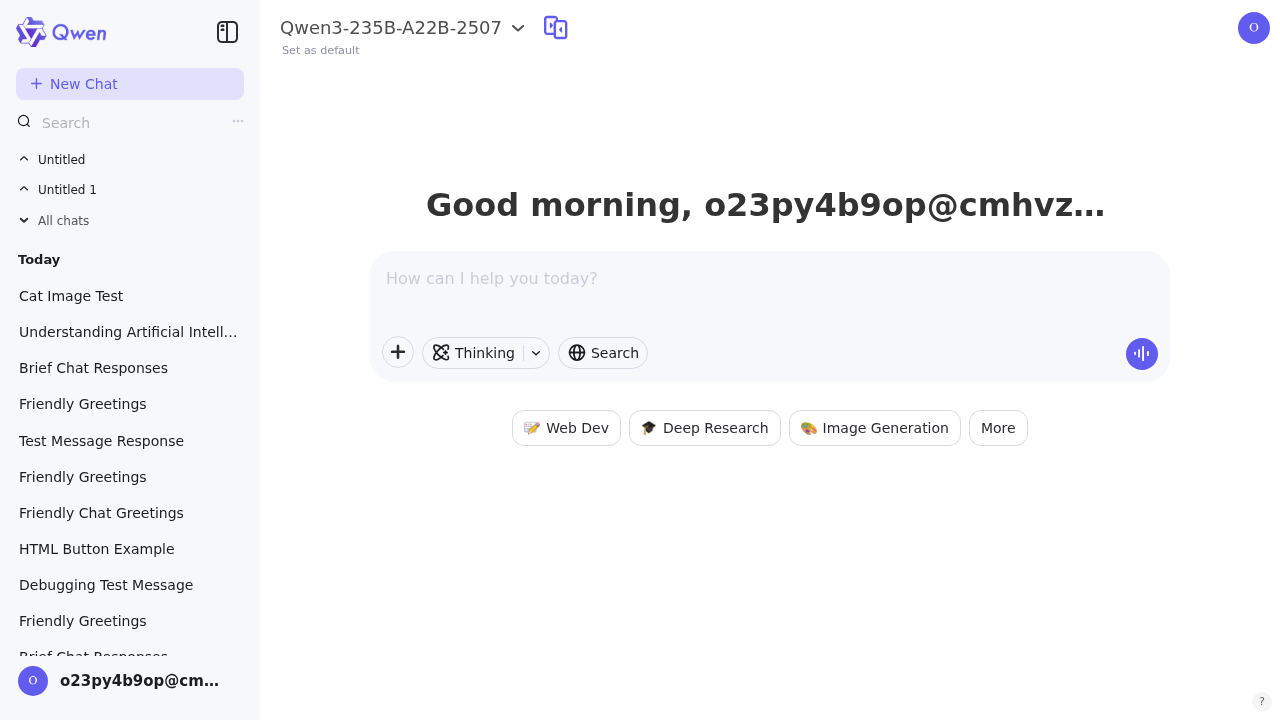 Qwen
New Chat
Search
Untitled
Untitled 1
All chats
Today
Cat Image Test
Understanding Artificial Intell...
Brief Chat Responses
Friendly Greetings
Test Message Response
Friendly Greetings
Friendly Chat Greetings
HTML Button Example
Debugging Test Message
Friendly Greetings
Brief Chat Responses
O
o23py4b9op@cm...
Qwen3-235B-A22B-2507
Set as default
O
Good morning, o23py4b9op@cmhvz...
How can I help you today?
Thinking
Search
Web Dev
Deep Research
Image Generation
More
?